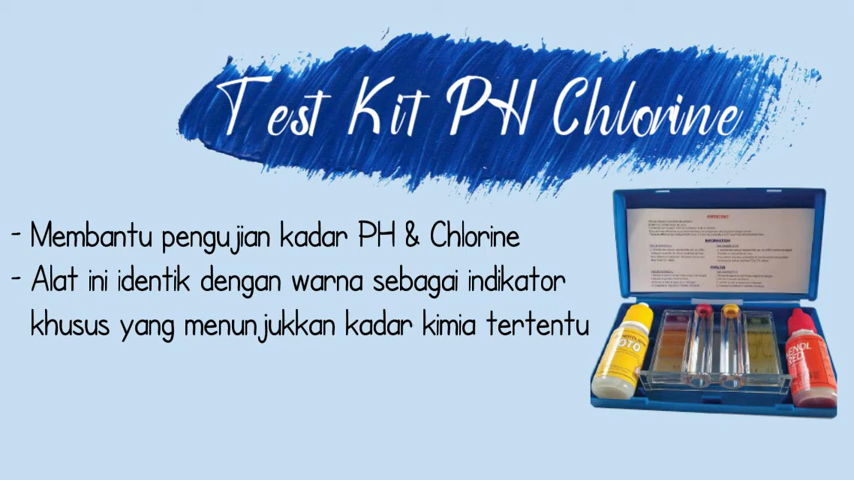 Test Kit PH Chlorine
- Membantu pengujian kadar PH & Chlorine
- Alat ini identik dengan warna sebagai indikator
khusus yang menunjukkan kadar kimia tertentu
OTO